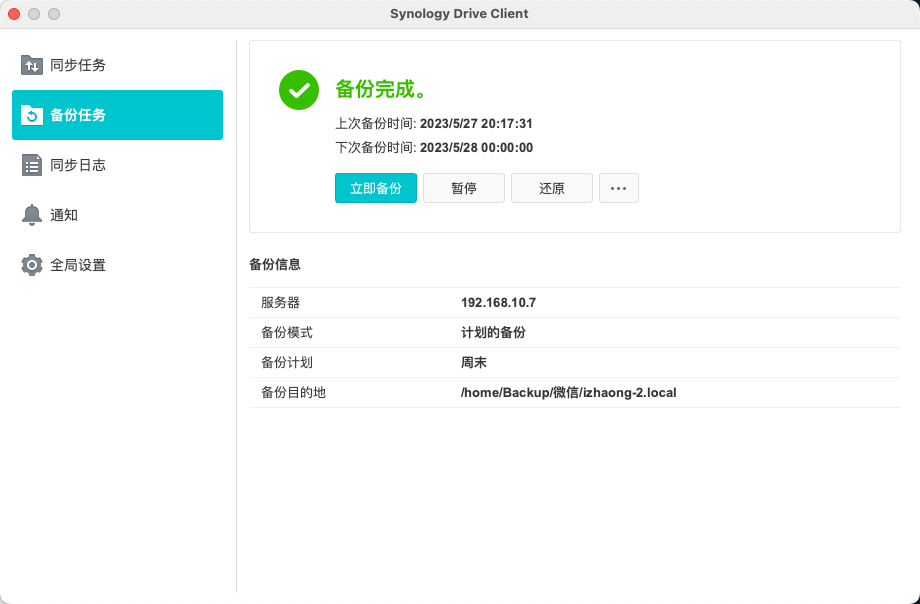 Synology Drive Client
同步任务
备份任务
同步日志
通知
全局设置
备份完成。
上次备份时间: 2023/5/27 20:17:31
下次备份时间: 2023/5/28 00:00:00
立即备份 暂停 还原 ...
备份信息
服务器 192.168.10.7
备份模式 计划的备份
备份计划 周末
备份目的地 /home/Backup/微信/izhaong-2.local